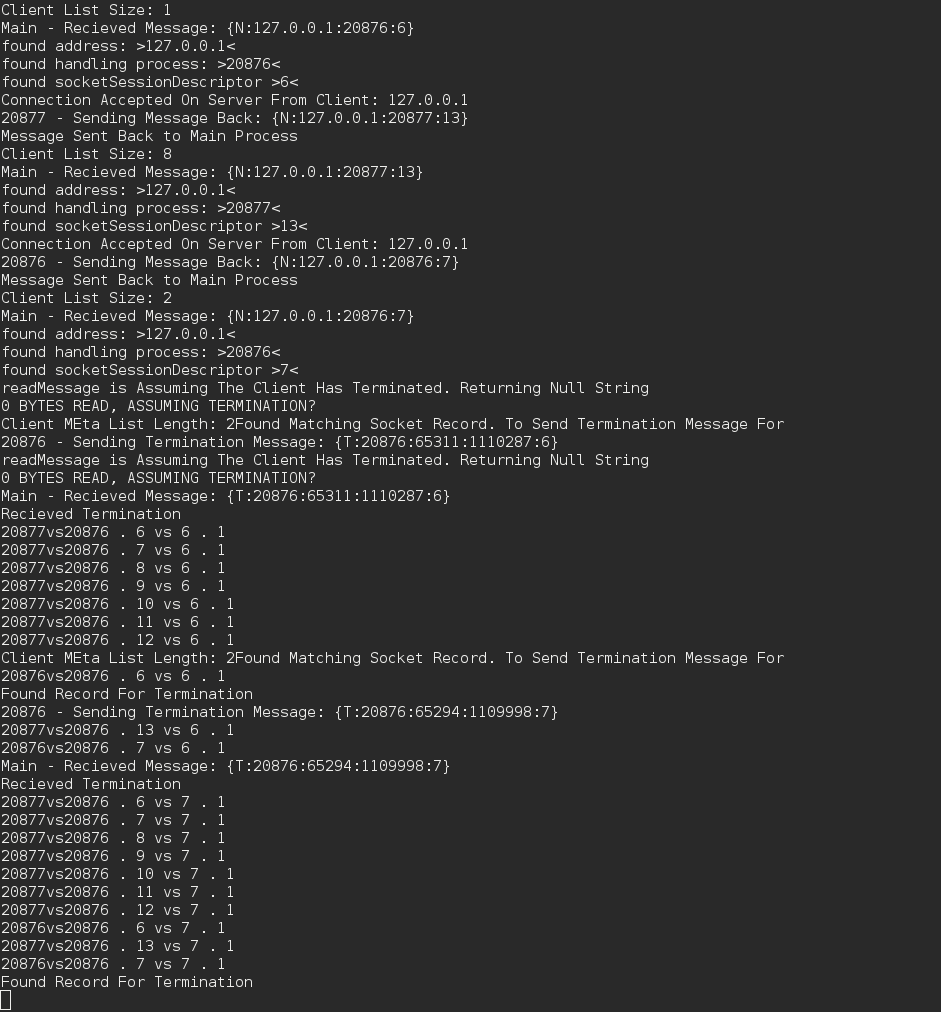 Client List Size: 1
Main - Recieved Message: {N:127.0.0.1:20876:6}
found address: >127.0.0.1<
found handling process: >20876<
found socketSessionDescriptor >6<
Connection Accepted On Server From Client: 127.0.0.1
20877 - Sending Message Back: {N:127.0.0.1:20877:13}
Message Sent Back to Main Process
Client List Size: 8
Main - Recieved Message: {N:127.0.0.1:20877:13}
found address: >127.0.0.1<
found handling process: >20877<
found socketSessionDescriptor >13<
Connection Accepted On Server From Client: 127.0.0.1
20876 - Sending Message Back: {N:127.0.0.1:20876:7}
Message Sent Back to Main Process
Client List Size: 2
Main - Recieved Message: {N:127.0.0.1:20876:7}
found address: >127.0.0.1<
found handling process: >20876<
found socketSessionDescriptor >7<
readMessage is Assuming The Client Has Terminated. Returning Null String
0 BYTES READ, ASSUMING TERMINATION?
Client MEta List Length: 2Found Matching Socket Record. To Send Termination Message For
20876 - Sending Termination Message: {T:20876:65311:1110287:6}
readMessage is Assuming The Client Has Terminated. Returning Null String
0 BYTES READ, ASSUMING TERMINATION?
Main - Recieved Message: {T:20876:65311:1110287:6}
Recieved Termination
20877vs20876 . 6 vs 6 . 1
20877vs20876 . 7 vs 6 . 1
20877vs20876 . 8 vs 6 . 1
20877vs20876 . 9 vs 6 . 1
20877vs20876 . 10 vs 6 . 1
20877vs20876 . 11 vs 6 . 1
20877vs20876 . 12 vs 6 . 1
Client MEta List Length: 2Found Matching Socket Record. To Send Termination Message For
20876vs20876 . 6 vs 6 . 1
Found Record For Termination
20876 - Sending Termination Message: {T:20876:65294:1109998:7}
20877vs20876 . 13 vs 6 . 1
20876vs20876 . 7 vs 6 . 1
Main - Recieved Message: {T:20876:65294:1109998:7}
Recieved Termination
20877vs20876 . 6 vs 7 . 1
20877vs20876 . 7 vs 7 . 1
20877vs20876 . 8 vs 7 . 1
20877vs20876 . 9 vs 7 . 1
20877vs20876 . 10 vs 7 . 1
20877vs20876 . 11 vs 7 . 1
20877vs20876 . 12 vs 7 . 1
20876vs20876 . 6 vs 7 . 1
20877vs20876 . 13 vs 7 . 1
20876vs20876 . 7 vs 7 . 1
Found Record For Termination